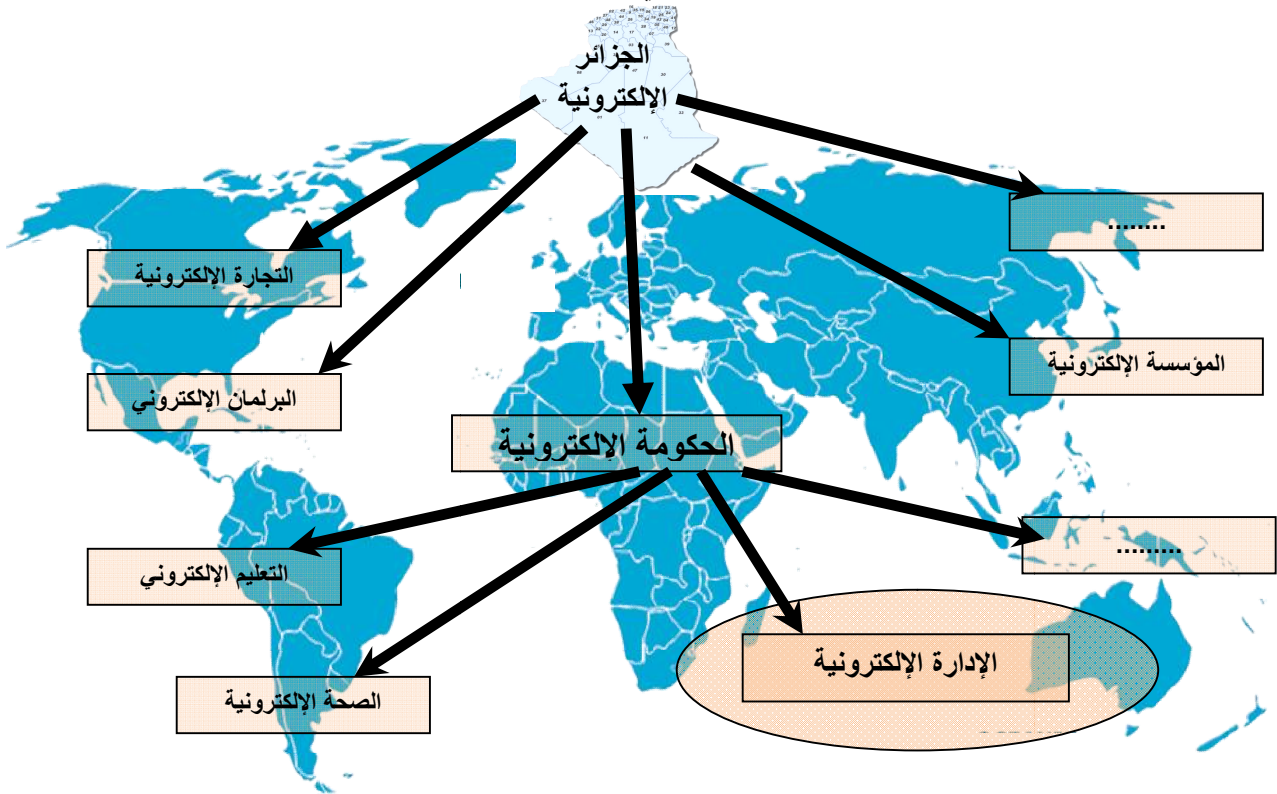 الجزائر
الإلكترونية
........
التجارة الإلكترونية
المؤسسة الإلكترونية
البرلمان الإلكتروني
الحكومة الإلكترونية
.........
التعليم الإلكتروني
الإدارة الإلكترونية
الصحة الإلكترونية